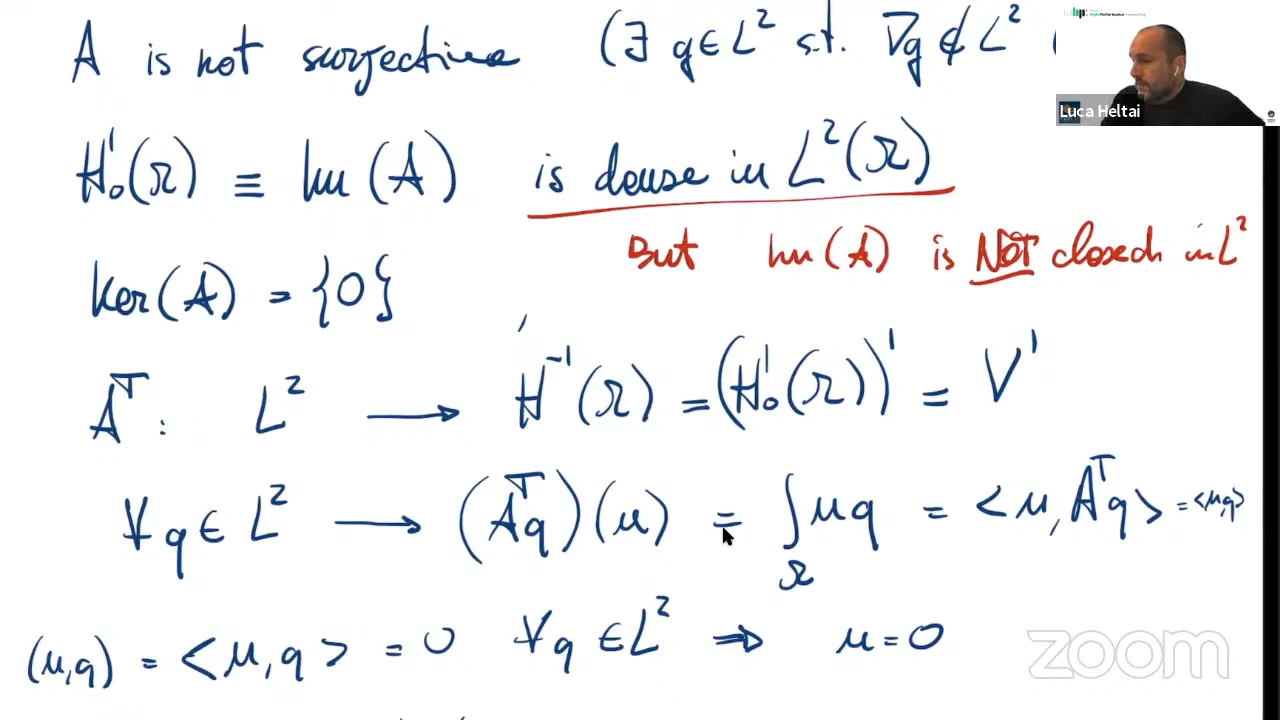 A is not surjective (∃ g ∈ L² s.t. ∇g ∉ L²
Luca Heltai
H¹₀(Ω) ≡ Im(A) is dense in L²(Ω)
But Im(A) is NOT closed in L²
Ker(A) = {0}
Aᵀ: L² → H⁻¹(Ω) = (H¹₀(Ω))' = V'
∀q ∈ L² → (Aᵀq)(u) = ∫_Ω uq = <u, Aᵀq> = <u,q>
(u,q) = <u,q> = 0 ∀q ∈ L² ⇒ u=0
zoom